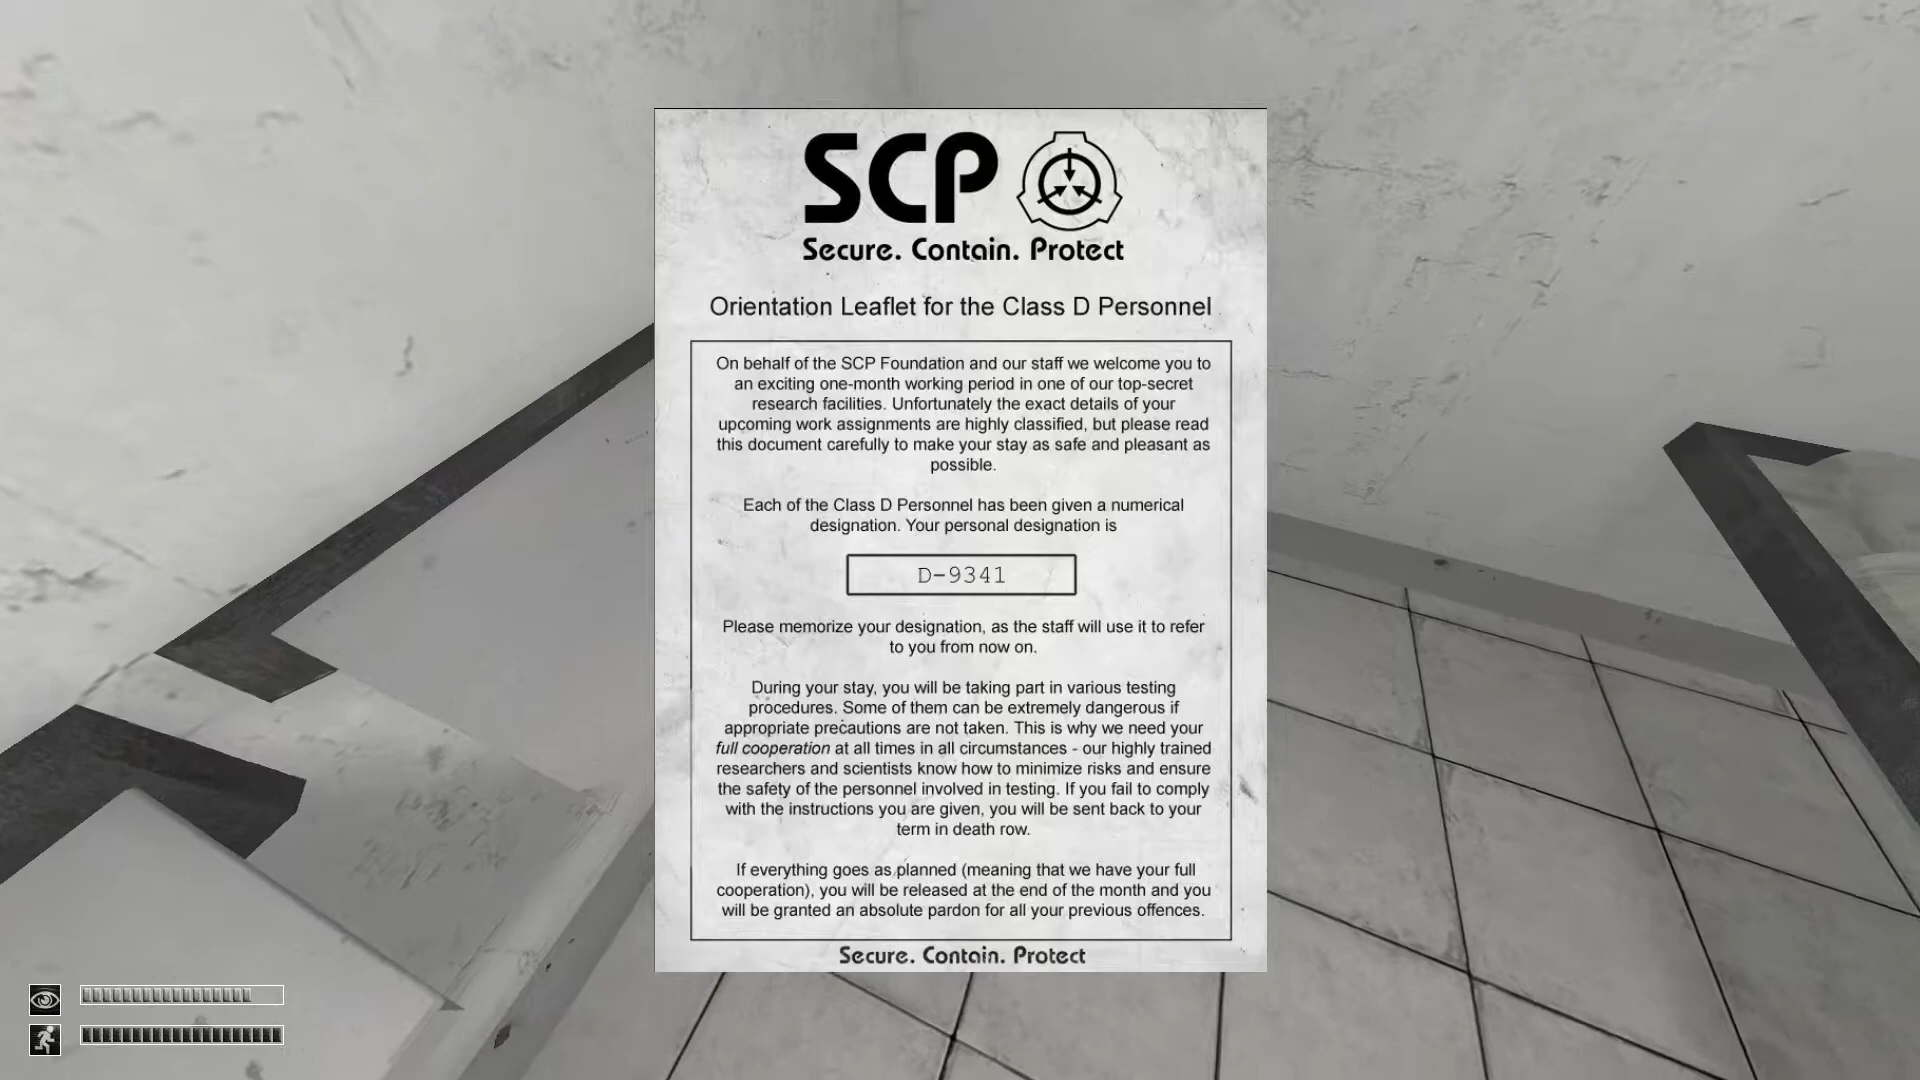 SCP
Secure. Contain. Protect
Orientation Leaflet for the Class D Personnel
On behalf of the SCP Foundation and our staff we welcome you to
an exciting one-month working period in one of our top-secret
research facilities. Unfortunately the exact details of your
upcoming work assignments are highly classified, but please read
this document carefully to make your stay as safe and pleasant as
possible.
Each of the Class D Personnel has been given a numerical
designation. Your personal designation is
D-9341
Please memorize your designation, as the staff will use it to refer
to you from now on.
During your stay, you will be taking part in various testing
procedures. Some of them can be extremely dangerous if
appropriate precautions are not taken. This is why we need your
full cooperation at all times in all circumstances - our highly trained
researchers and scientists know how to minimize risks and ensure
the safety of the personnel involved in testing. If you fail to comply
with the instructions you are given, you will be sent back to your
term in death row.
If everything goes as planned (meaning that we have your full
cooperation), you will be released at the end of the month and you
will be granted an absolute pardon for all your previous offences.
Secure. Contain. Protect